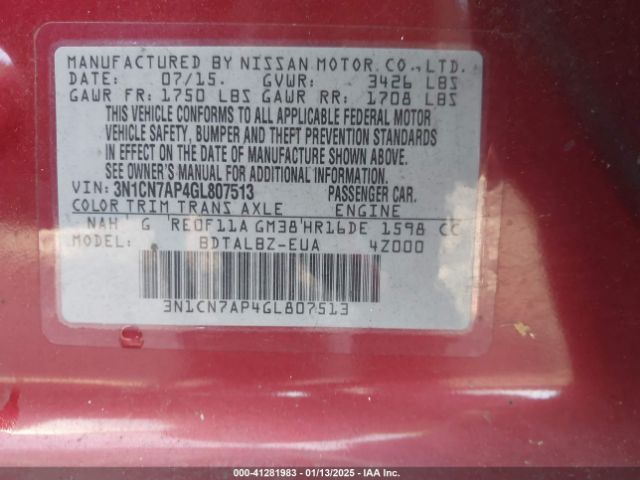 MANUFACTURED BY NISSAN MOTOR CO., LTD.
DATE: 07/15 GVWR: 3426 LBS
GAWR FR: 1750 LBS GAWR RR: 1708 LBS
THIS VEHICLE CONFORMS TO ALL APPLICABLE FEDERAL MOTOR
VEHICLE SAFETY, BUMPER AND THEFT PREVENTION STANDARDS
IN EFFECT ON THE DATE OF MANUFACTURE SHOWN ABOVE.
SEE OWNER'S MANUAL FOR ADDITIONAL INFORMATION.
VIN: 3N1CN7AP4GL807513 PASSENGER CAR.
COLOR TRIM TRANS AXLE ENGINE
NAH G RE0F11A GM38 HR16DE 1598 CC
MODEL: BDTALBZ-EUA 4Z000
3N1CN7AP4GL807513
000-41281983 - 01/13/2025 - IAA Inc.